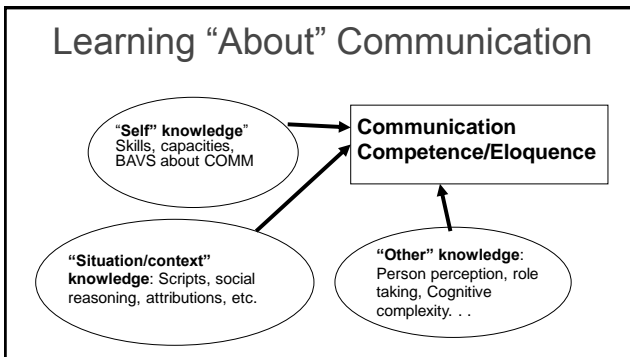 Learning “About” Communication
“Self” knowledge”
Skills, capacities,
BAVS about COMM
Communication
Competence/Eloquence
“Situation/context”
knowledge: Scripts, social
reasoning, attributions, etc.
“Other” knowledge:
Person perception, role
taking, Cognitive
complexity. . .